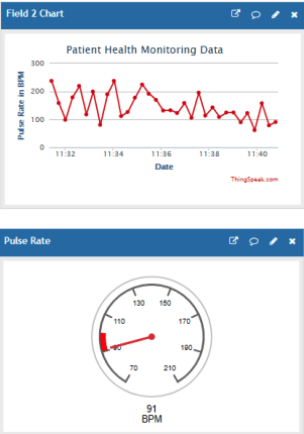 Field 2 Chart
Patient Health Monitoring Data
Pulse Rate in BPM
300
200
100
0
11:32 11:34 11:36 11:38 11:40
Date
ThingSpeak.com
Pulse Rate
130 150
110 170
90 190
70 210
91
BPM